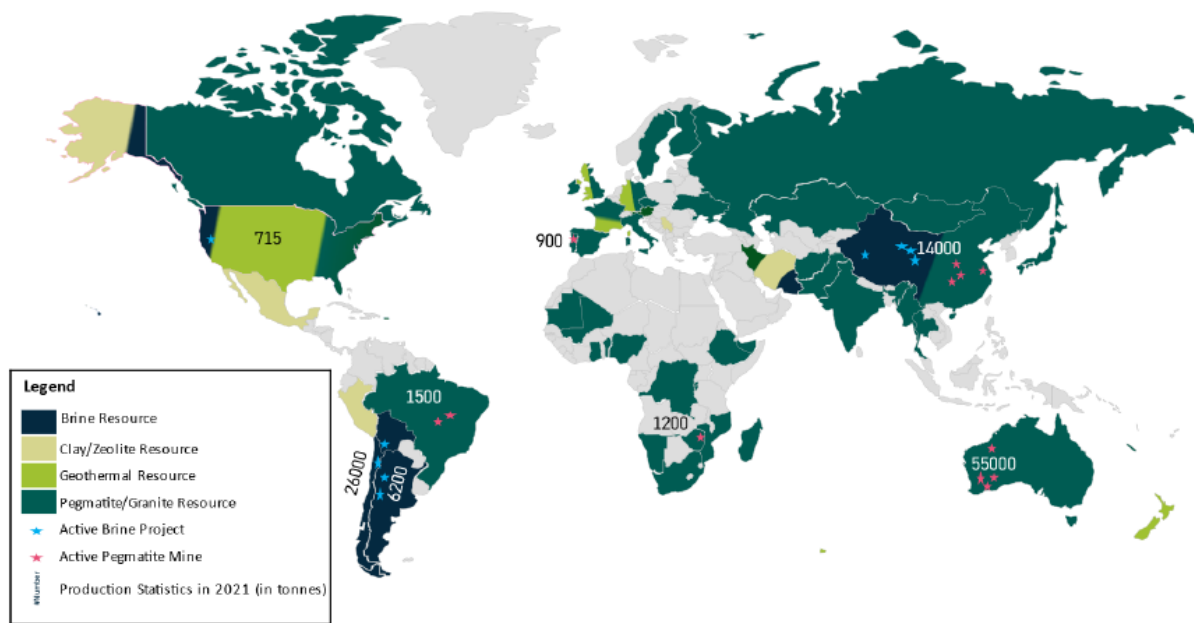 715
900
14000
1500
1200
26000
6200
55000
Legend
Brine Resource
Clay/Zeolite Resource
Geothermal Resource
Pegmatite/Granite Resource
Active Brine Project
Active Pegmatite Mine
#Number
Production Statistics in 2021 (in tonnes)